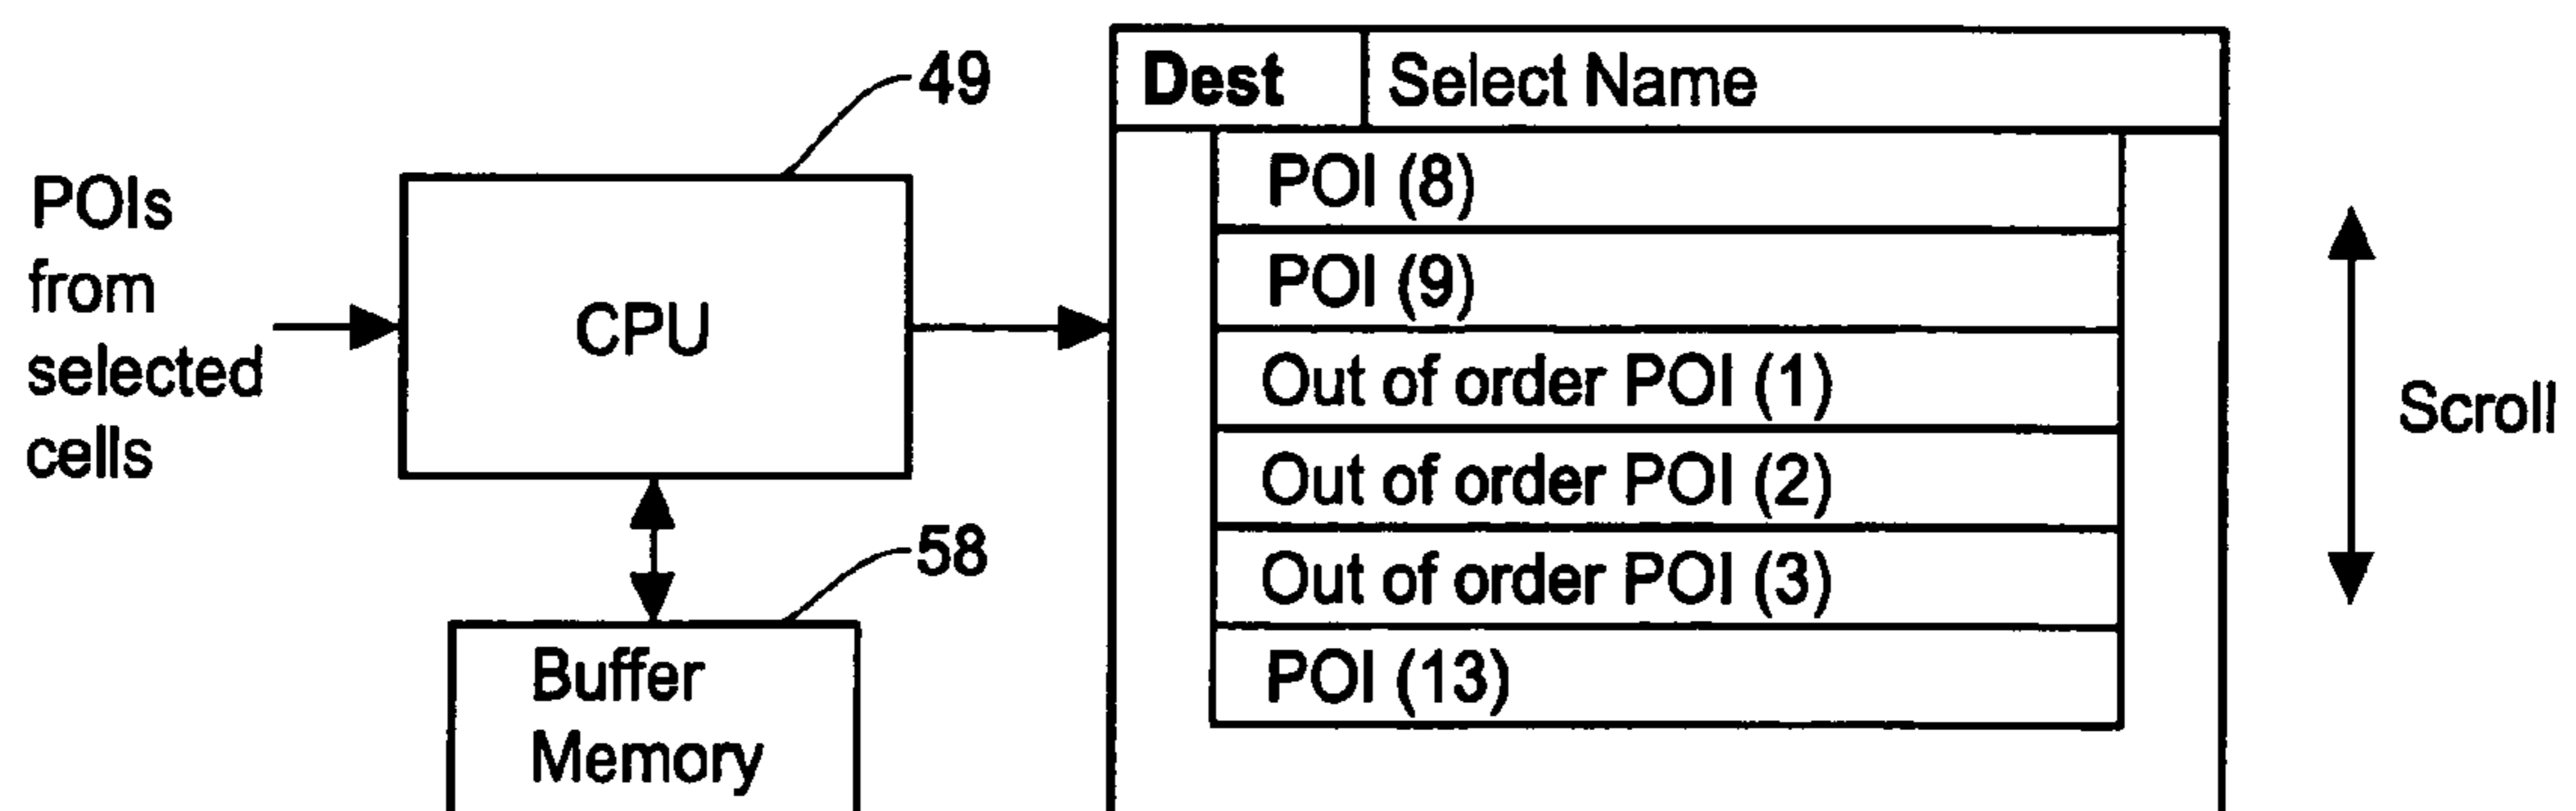 49
POIs
from
selected
cells
CPU
58
Buffer
Memory
Dest Select Name
POI (8)
POI (9)
Out of order POI (1)
Out of order POI (2)
Out of order POI (3)
POI (13)
Scroll